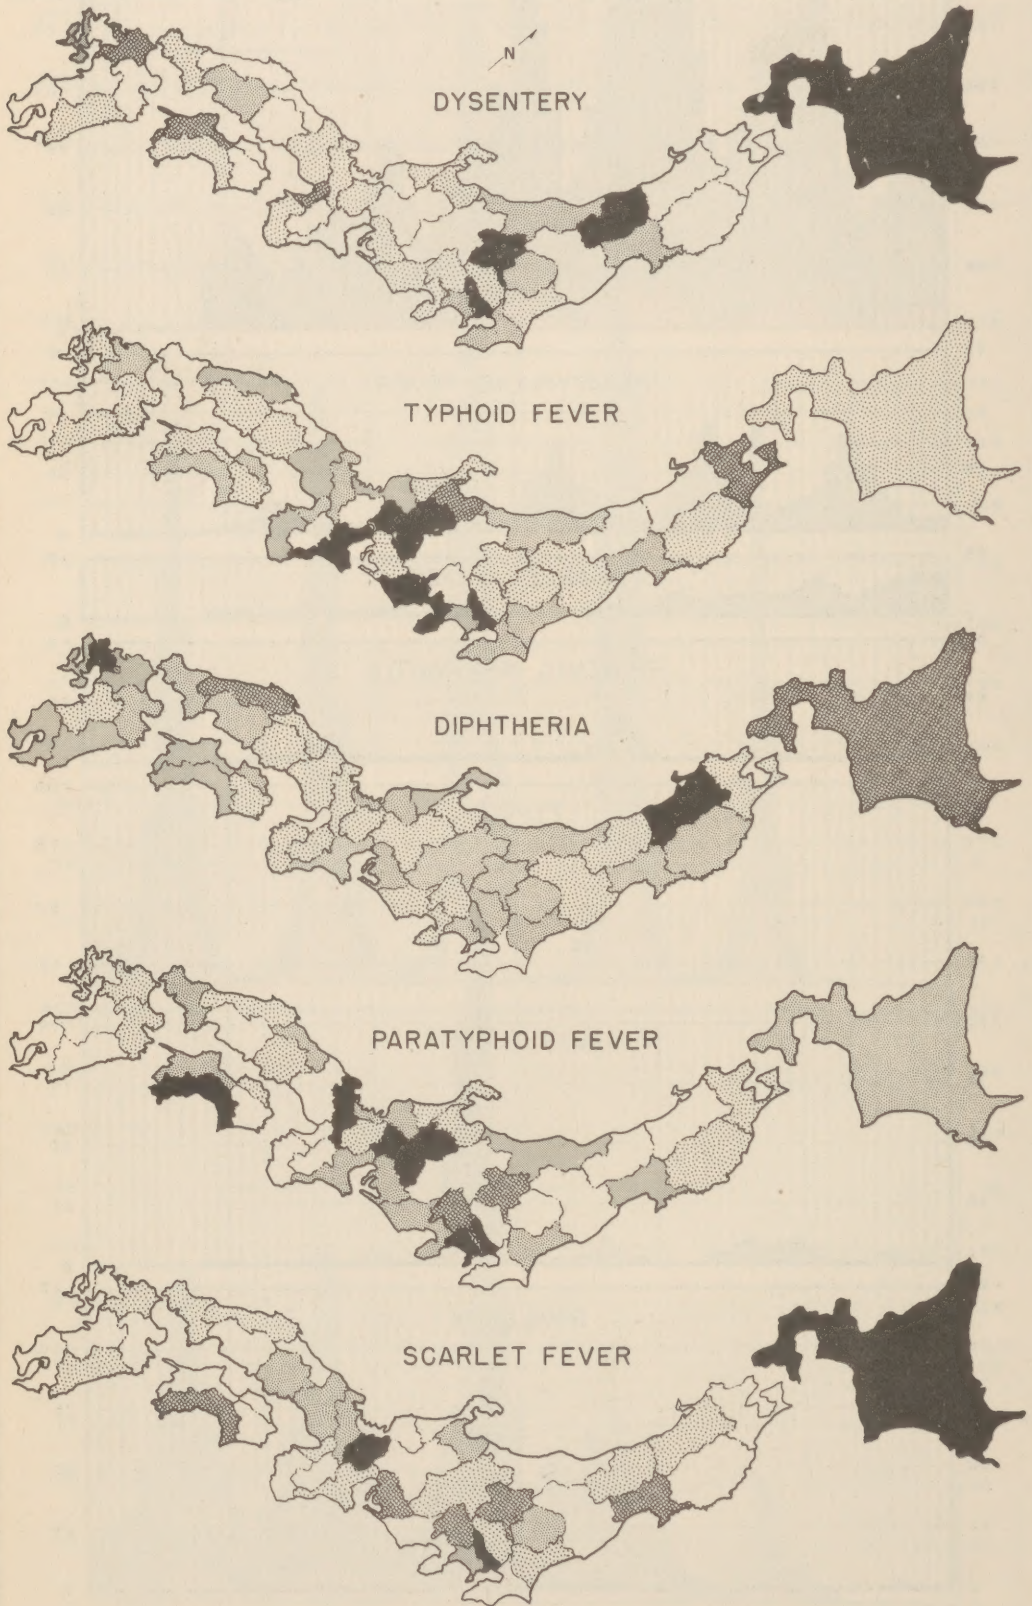 N
DYSENTERY
TYPHOID FEVER
DIPHTHERIA
PARATYPHOID FEVER
SCARLET FEVER